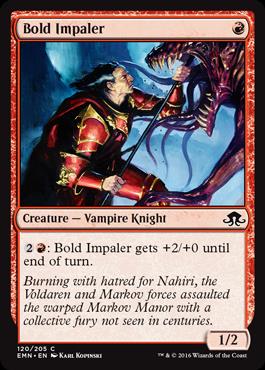 Bold Impaler
Creature — Vampire Knight
2: Bold Impaler gets +2/+0 until
end of turn.
Burning with hatred for Nahiri, the
Voldaren and Markov forces assaulted
the warped Markov Manor with a
collective fury not seen in centuries.
1/2
120/205 C
EMN • EN KARL KOPINSKI
™ & © 2016 Wizards of the Coast